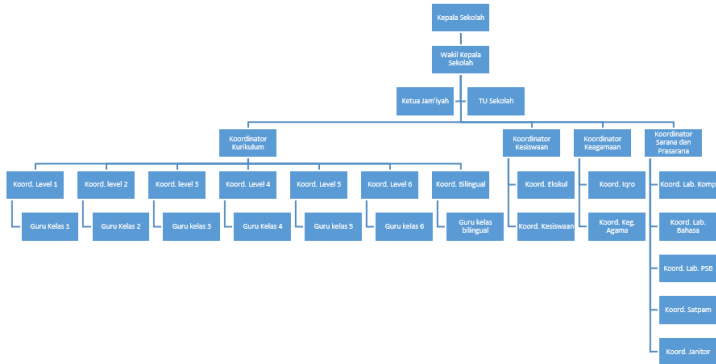 Kepala Sekolah
Wakil Kepala
Sekolah
Ketua Jam'iyah
TU Sekolah
Koordinator
Kurikulum
Koordinator
Kesiswaan
Koordinator
Keagamaan
Koordinator
Sarana dan
Prasarana
Koord. Level 1
Koord. level 2
Koord. level 3
Koord. Level 4
Koord. Level 5
Koord. Level 6
Koord. Bilingual
Koord. Ekskul
Koord. Iqro
Koord. Lab. Komp
Guru Kelas 1
Guru Kelas 2
Guru kelas 3
Guru Kelas 4
Guru kelas 5
Guru kelas 6
Guru kelas
bilingual
Koord. Kesiswaan
Koord. Keg.
Agama
Koord. Lab.
Bahasa
Koord. Lab. PSB
Koord. Satpam
Koord. Janitor